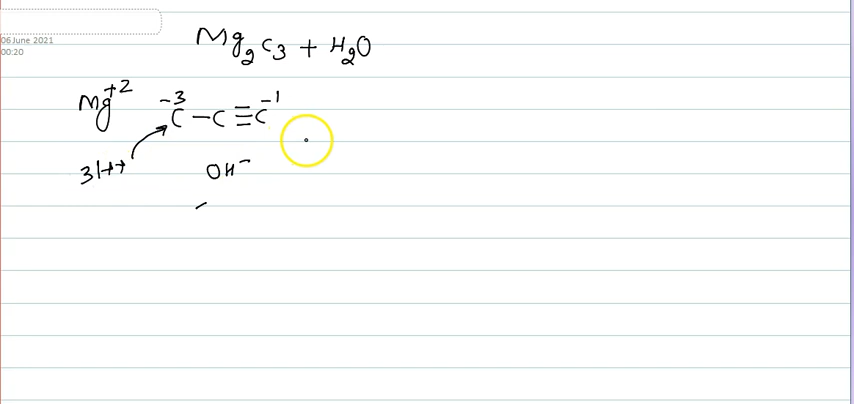 06 June 2021
00:20
Mg₂C₃ + H₂O
Mg⁺² ⁻³C – C ≡ C⁻¹
3H⁺ → OH⁻